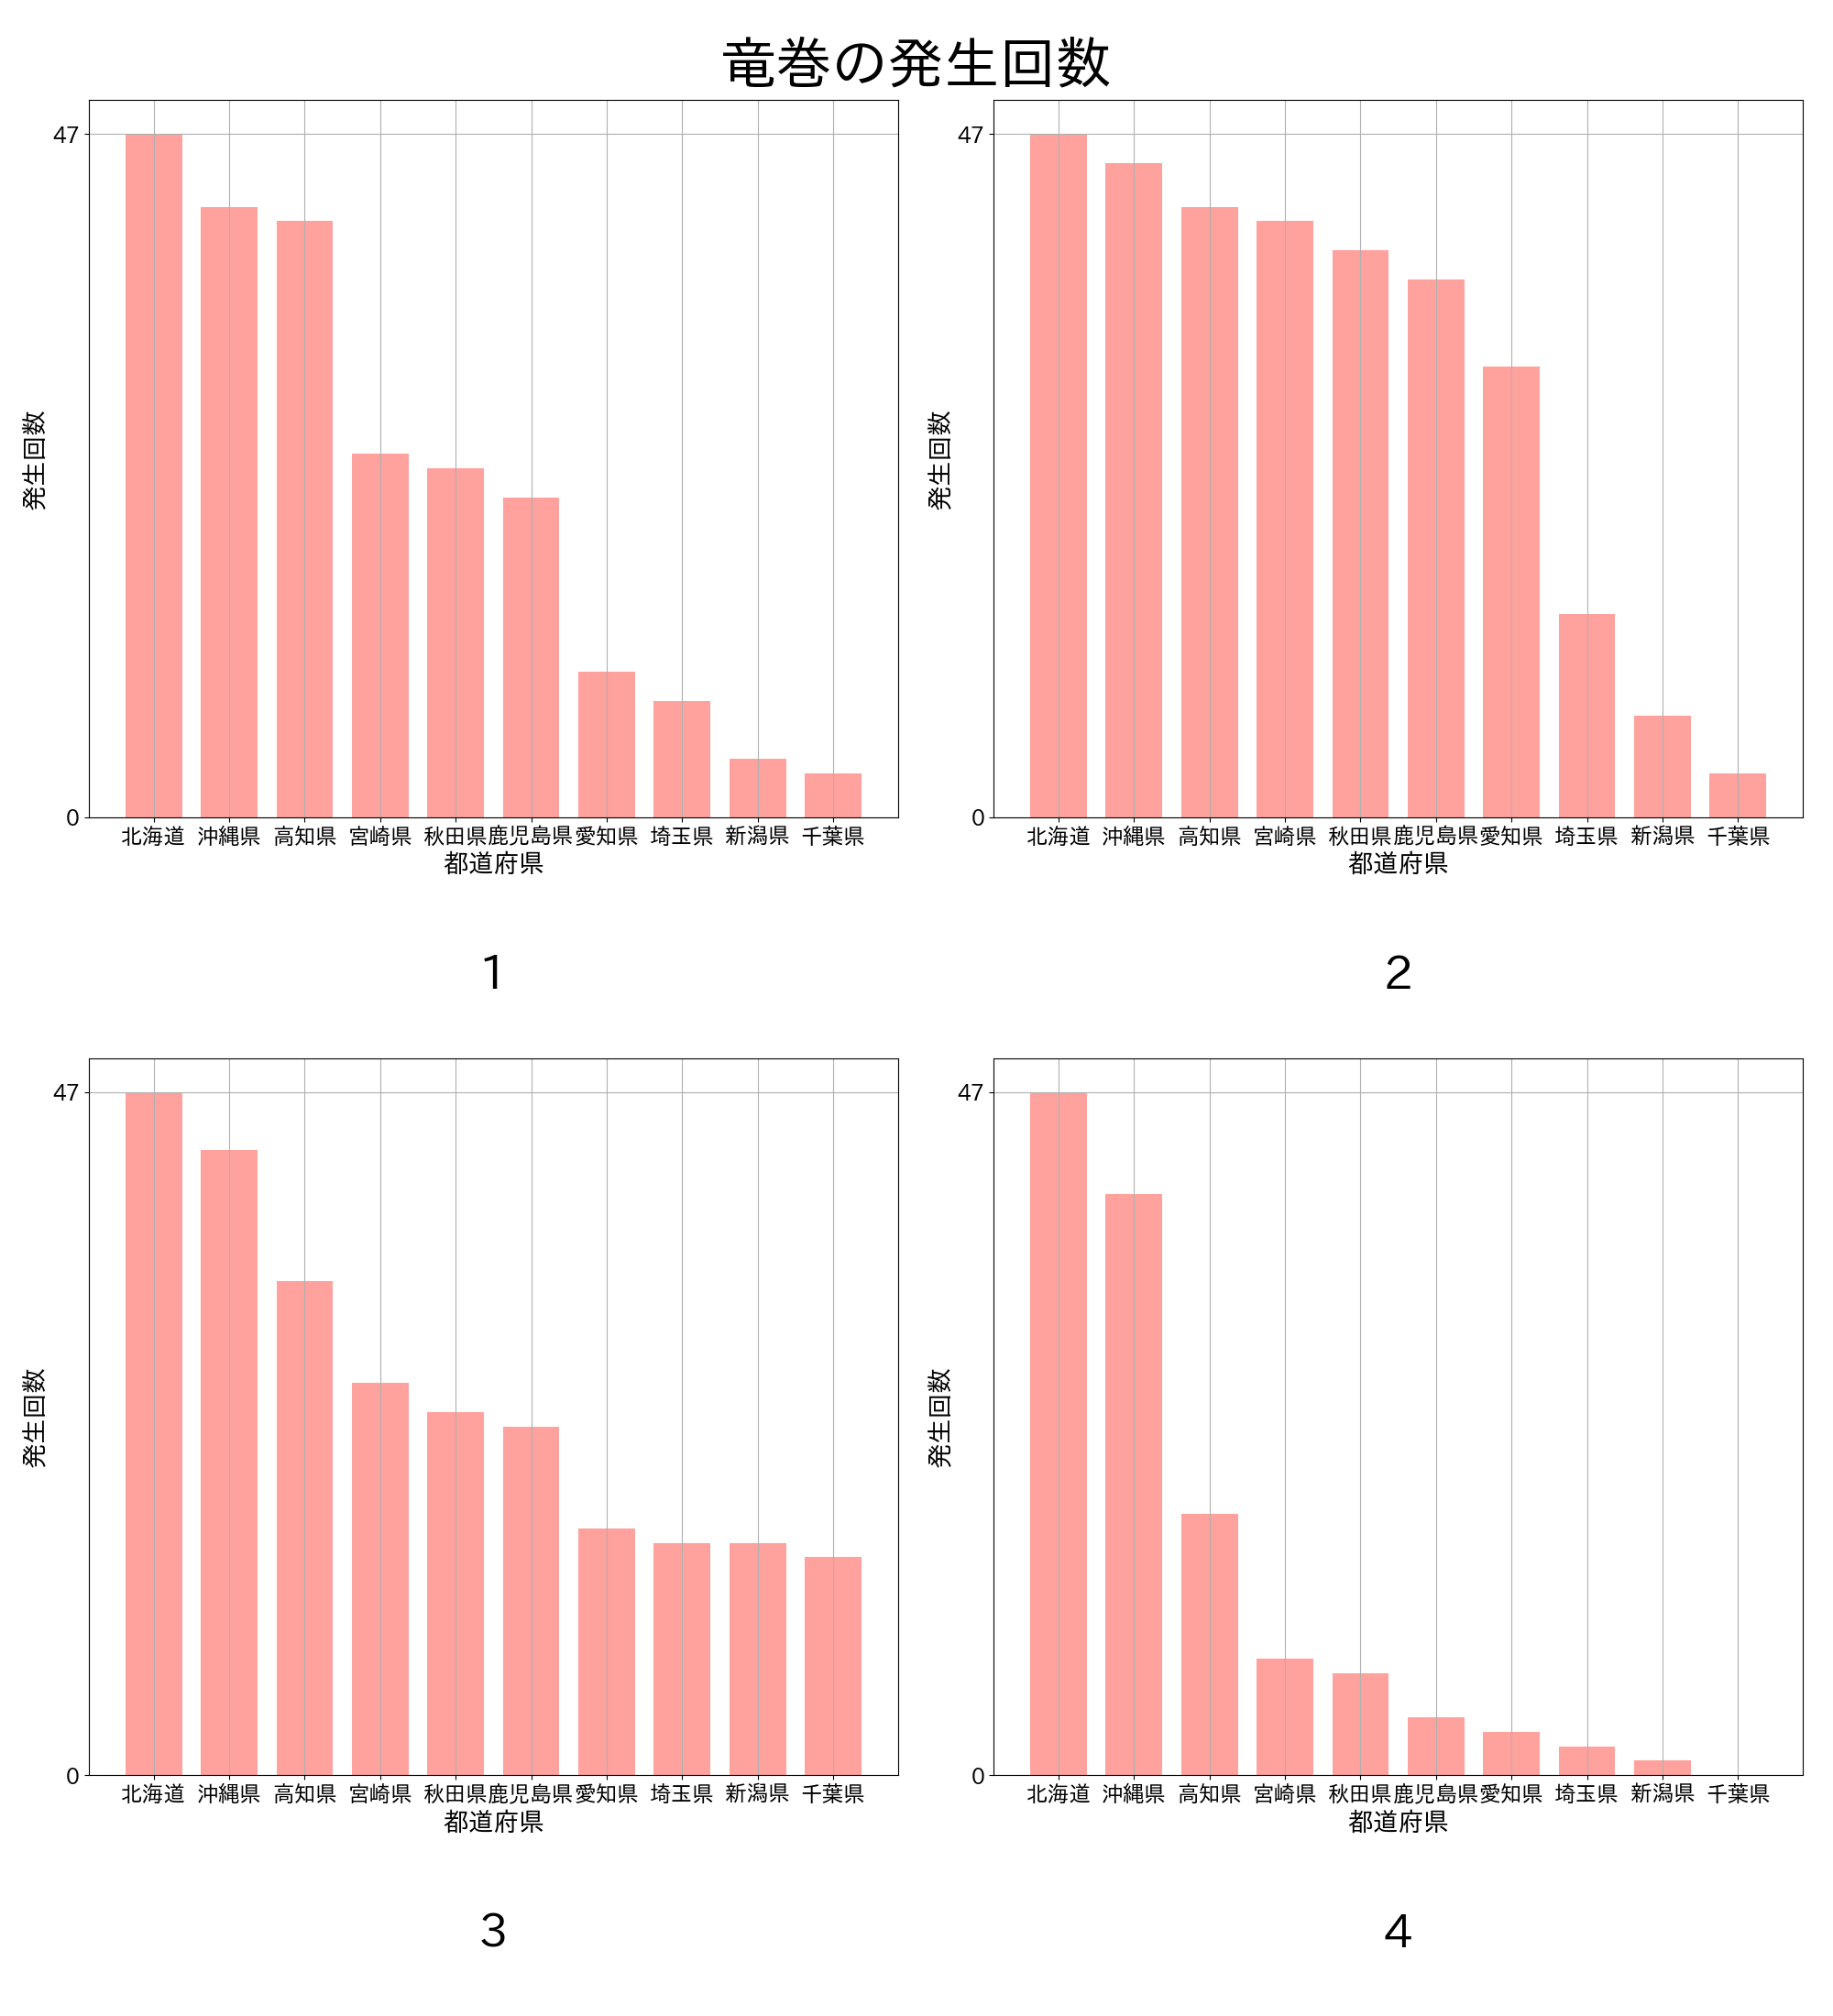 竜巻の発生回数
47
0
発生回数
北海道 沖縄県 高知県 宮崎県 秋田県 鹿児島県 愛知県 埼玉県 新潟県 千葉県
都道府県
1
47
0
発生回数
北海道 沖縄県 高知県 宮崎県 秋田県 鹿児島県 愛知県 埼玉県 新潟県 千葉県
都道府県
2
47
0
発生回数
北海道 沖縄県 高知県 宮崎県 秋田県 鹿児島県 愛知県 埼玉県 新潟県 千葉県
都道府県
3
47
0
発生回数
北海道 沖縄県 高知県 宮崎県 秋田県 鹿児島県 愛知県 埼玉県 新潟県 千葉県
都道府県
4